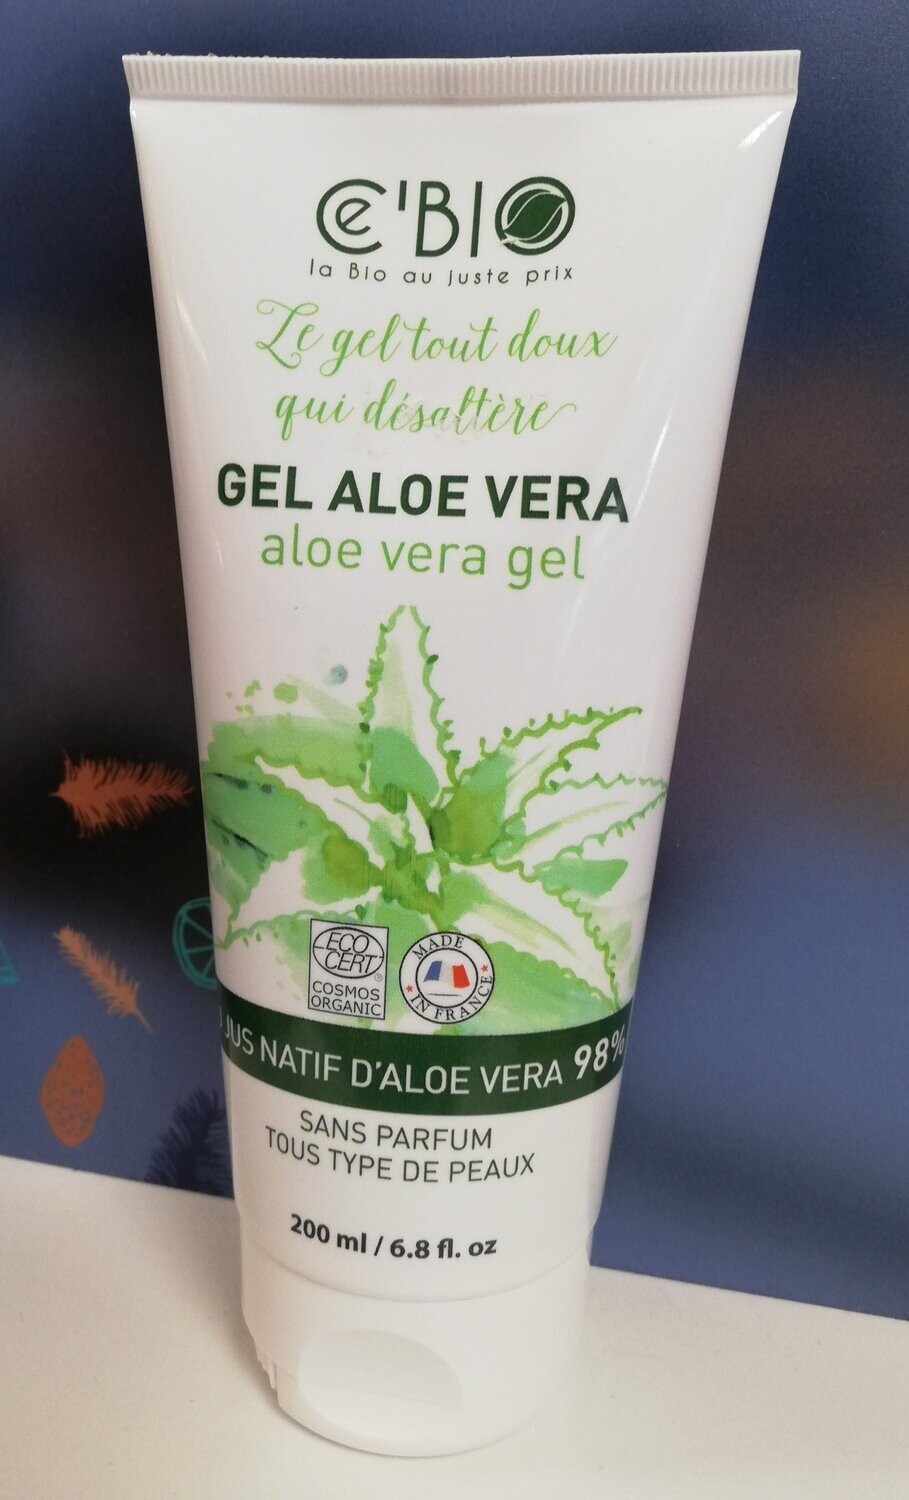 Ce'BIO
la Bio au juste prix
Le gel tout doux
qui désaltère
GEL ALOE VERA
aloe vera gel
ECO
CERT®
COSMOS
ORGANIC
MADE
IN FRANCE
JUS NATIF D'ALOE VERA 98%
SANS PARFUM
TOUS TYPE DE PEAUX
200 ml / 6.8 fl. oz